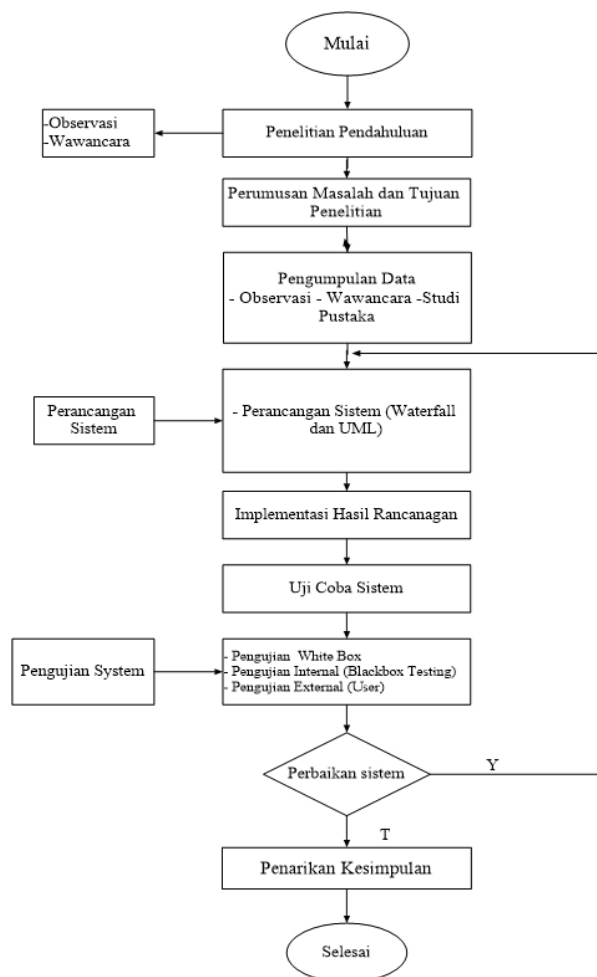 Mulai
-Observasi
-Wawancara
Penelitian Pendahuluan
Perumusan Masalah dan Tujuan
Penelitian
Pengumpulan Data
- Observasi - Wawancara -Studi
Pustaka
Perancangan
Sistem
- Perancangan Sistem (Waterfall
dan UML)
Implementasi Hasil Rancanagan
Uji Coba Sistem
Pengujian System
- Pengujian White Box
- Pengujian Internal (Blackbox Testing)
- Pengujian External (User)
Perbaikan sistem
Y
T
Penarikan Kesimpulan
Selesai